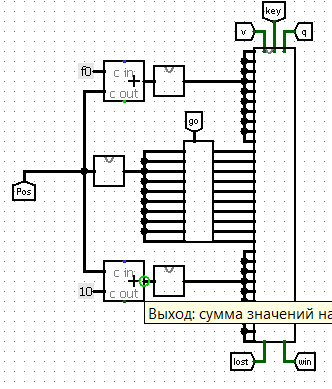 key
v
q
f0
c in
+
c out
go
Pos
c in
+
10
c out
Выход: сумма значений на
lost
win